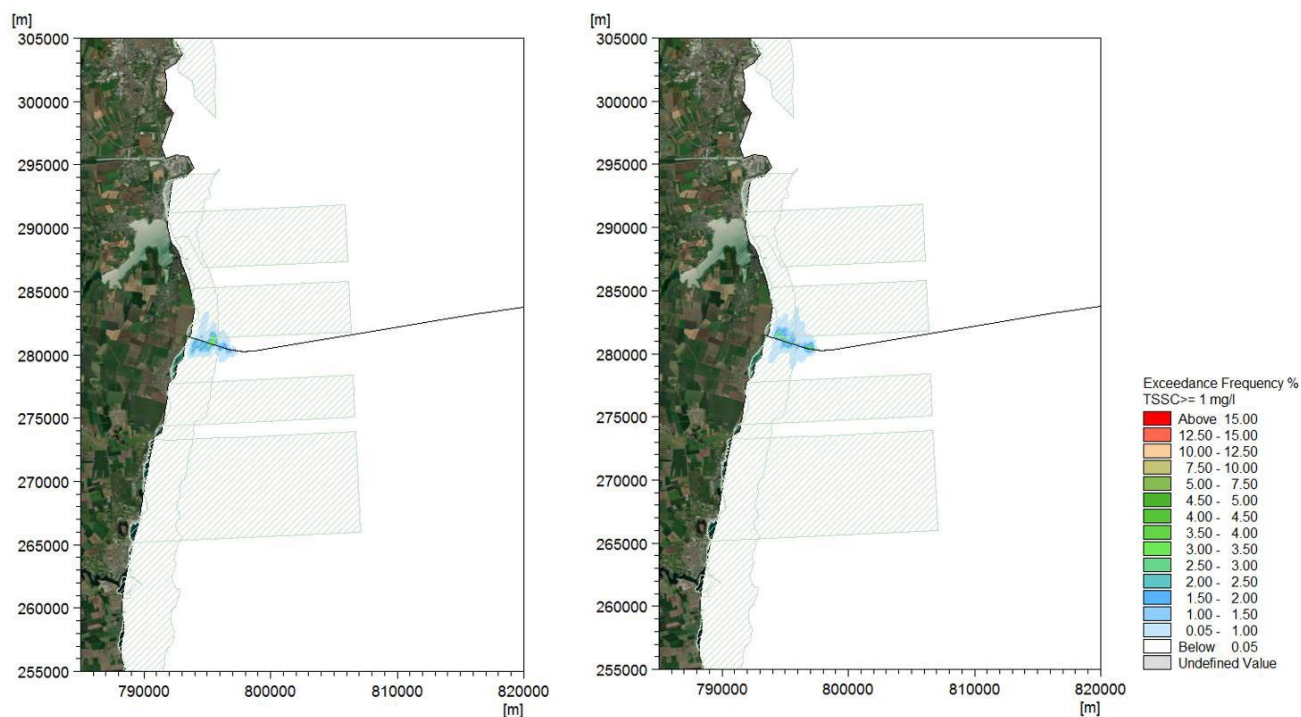 [m]
305000
300000
295000
290000
285000
280000
275000
270000
265000
260000
255000
790000 800000 810000 820000
[m]
[m]
305000
300000
295000
290000
285000
280000
275000
270000
265000
260000
255000
790000 800000 810000 820000
[m]
Exceedance Frequency %
TSSC>= 1 mg/l
Above 15.00
12.50 - 15.00
10.00 - 12.50
7.50 - 10.00
5.00 - 7.50
4.50 - 5.00
4.00 - 4.50
3.50 - 4.00
3.00 - 3.50
2.50 - 3.00
2.00 - 2.50
1.50 - 2.00
1.00 - 1.50
0.05 - 1.00
Below 0.05
Undefined Value